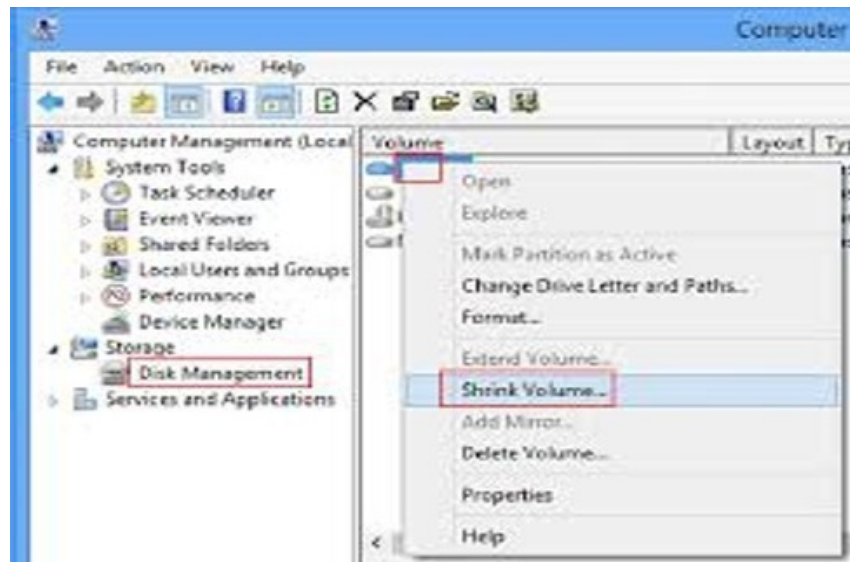 Computer
File Action View Help
Computer Management (Local
System Tools
Task Scheduler
Event Viewer
Shared Folders
Local Users and Groups
Performance
Device Manager
Storage
Disk Management
Services and Applications
Volume Layout Typ
Open
Explore
Mark Partition as Active
Change Drive Letter and Paths...
Format...
Extend Volume...
Shrink Volume...
Add Mirror...
Delete Volume...
Properties
Help